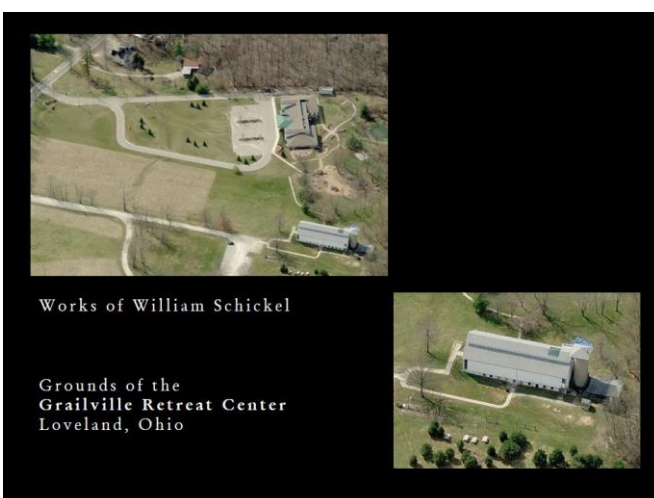 Works of William Schickel
Grounds of the
Grailville Retreat Center
Loveland, Ohio